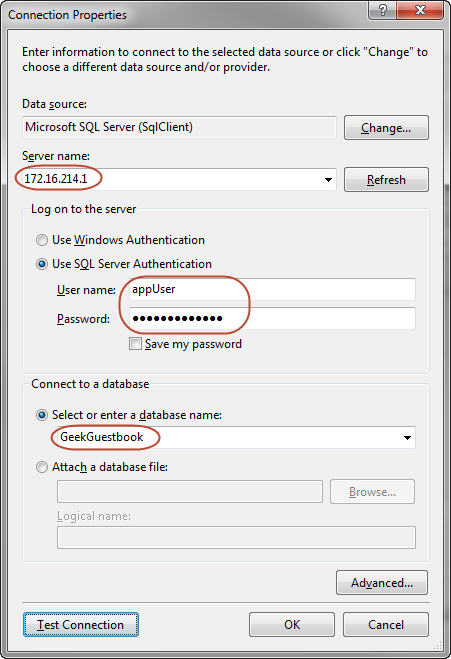 Connection Properties
Enter information to connect to the selected data source or click "Change" to
choose a different data source and/or provider.
Data source:
Microsoft SQL Server (SqlClient)
Change...
Server name:
172.16.214.1
Refresh
Log on to the server
Use Windows Authentication
Use SQL Server Authentication
User name:
appUser
Password:
●●●●●●●●●●●●●
Save my password
Connect to a database
Select or enter a database name:
GeekGuestbook
Attach a database file:
Browse...
Logical name:
Advanced...
Test Connection
OK
Cancel